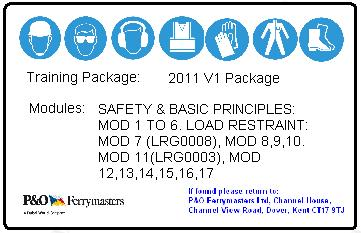 Training Package: 2011 V1 Package
Modules: SAFETY & BASIC PRINCIPLES:
MOD 1 TO 6. LOAD RESTRAINT:
MOD 7 (LRG0008), MOD 8,9,10.
MOD 11(LRG0003), MOD
12,13,14,15,16,17
P&O Ferrymasters
If found please return to:
P&O Ferrymasters Ltd, Channel House,
Channel View Road, Dover, Kent CT17 9TJ